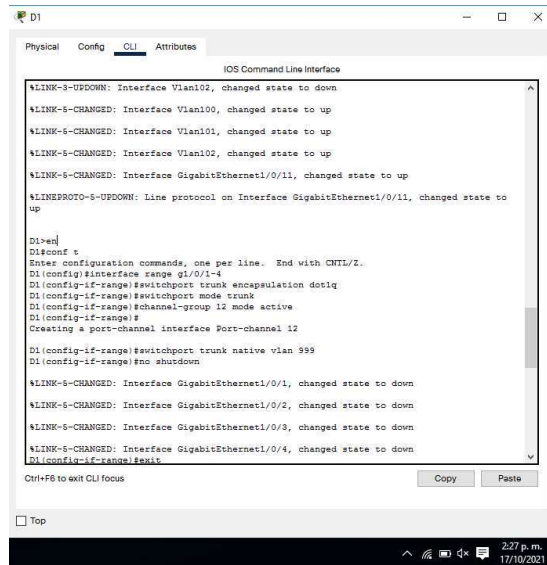 D1
Physical Config CLI Attributes
IOS Command Line Interface
%LINK-3-UPDOWN: Interface Vlan102, changed state to down
%LINK-5-CHANGED: Interface Vlan100, changed state to up
%LINK-5-CHANGED: Interface Vlan101, changed state to up
%LINK-5-CHANGED: Interface Vlan102, changed state to up
%LINK-5-CHANGED: Interface GigabitEthernet1/0/11, changed state to up
%LINEPROTO-5-UPDOWN: Line protocol on Interface GigabitEthernet1/0/11, changed state to
up
D1>en
D1#conf t
Enter configuration commands, one per line. End with CNTL/Z.
D1(config)#interface range g1/0/1-4
D1(config-if-range)#switchport trunk encapsulation dot1q
D1(config-if-range)#switchport mode trunk
D1(config-if-range)#channel-group 12 mode active
D1(config-if-range)#
Creating a port-channel interface Port-channel 12
D1(config-if-range)#switchport trunk native vlan 999
D1(config-if-range)#no shutdown
%LINK-5-CHANGED: Interface GigabitEthernet1/0/1, changed state to down
%LINK-5-CHANGED: Interface GigabitEthernet1/0/2, changed state to down
%LINK-5-CHANGED: Interface GigabitEthernet1/0/3, changed state to down
%LINK-5-CHANGED: Interface GigabitEthernet1/0/4, changed state to down
D1(config-if-range)#exit
Ctrl+F6 to exit CLI focus
Copy Paste
Top
2:27 p. m.
17/10/2021